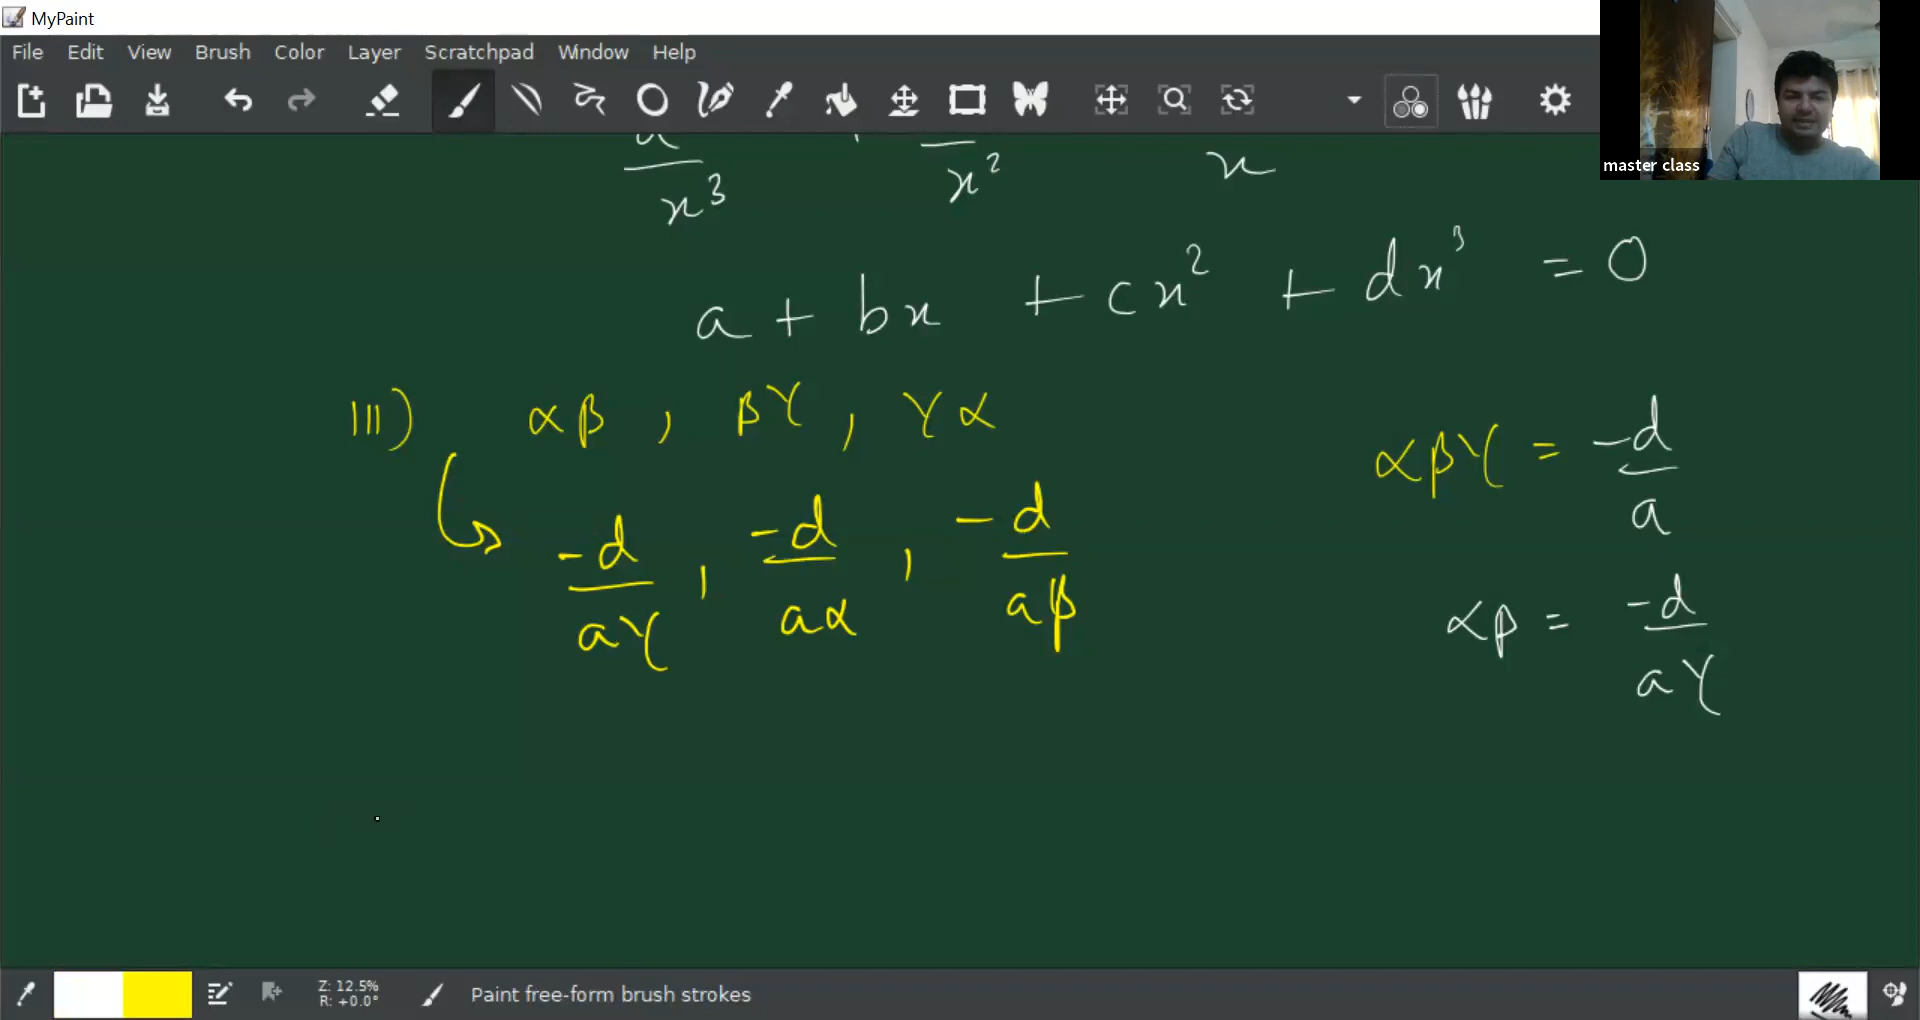 MyPaint
File Edit View Brush Color Layer Scratchpad Window Help
master class
x³ x² x
a + bx + cx² + dx³ = 0
III) αβ , βγ , γα
αβγ = -d/a
-d/aγ , -d/aα , -d/aβ
αβ = -d/aγ
Z: 12.5%
R: +0.0°
Paint free-form brush strokes